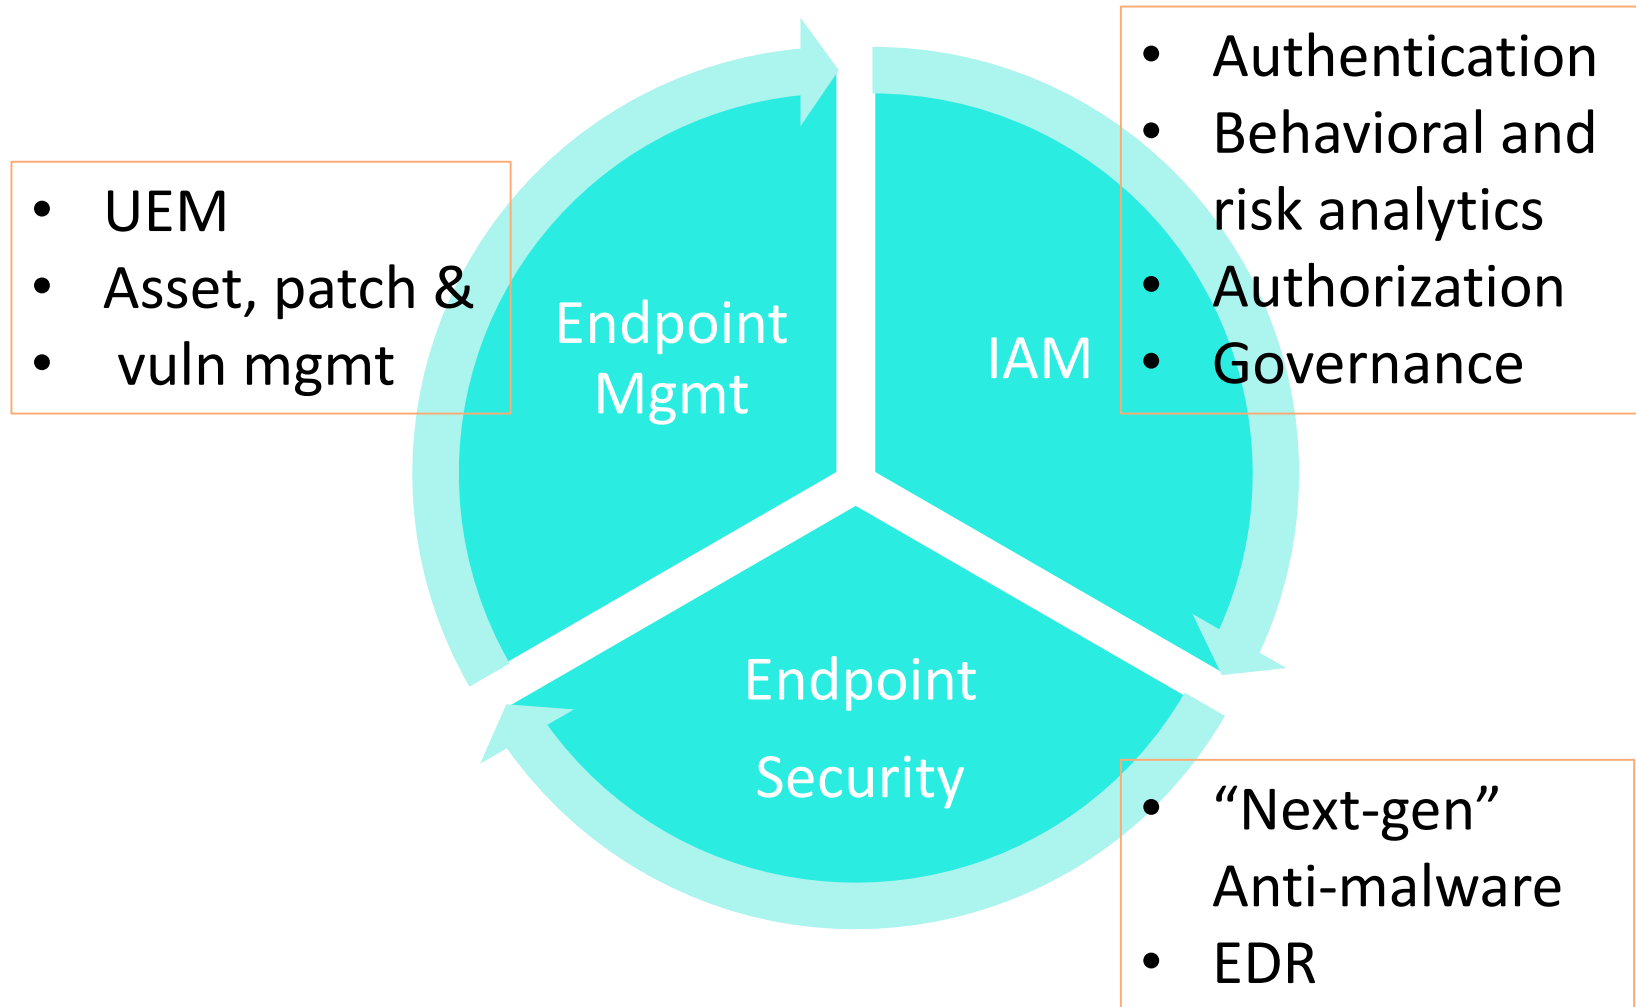 • UEM
• Asset, patch &
• vuln mgmt
Endpoint
Mgmt
IAM
• Authentication
• Behavioral and
risk analytics
• Authorization
• Governance
Endpoint
Security
• “Next-gen”
Anti-malware
• EDR